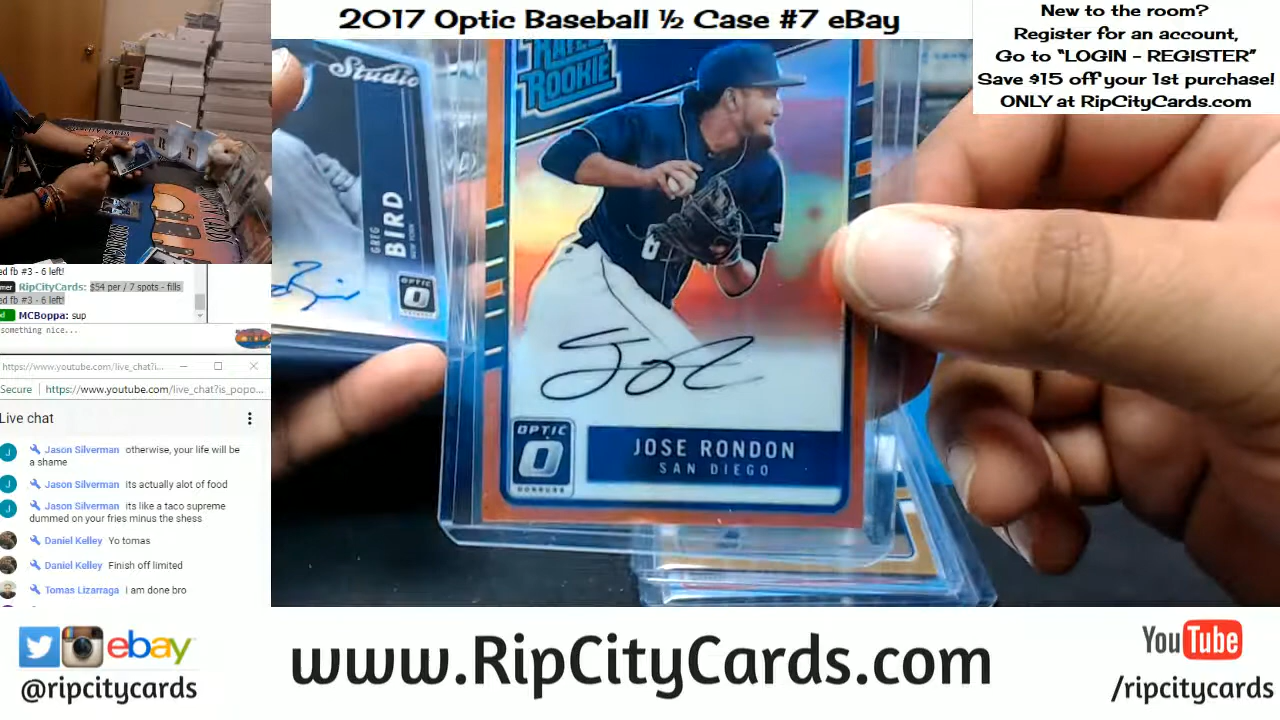 2017 Optic Baseball ½ Case #7 eBay
New to the room?
Register for an account,
Go to “LOGIN - REGISTER”
Save $15 off your 1st purchase!
ONLY at RipCityCards.com
RATED
ROOKIE
Studio
GREG
BIRD
NEW YORK
OPTIC
JOSE RONDON
SAN DIEGO
OPTIC
DONRUSS
ed fb #3 - 6 left!
RipCityCards: $54 per / 7 spots - fills
ed fb #3 - 6 left!
MCBoppa: sup
something nice...
https://www.youtube.com/live_chat?i...
Secure https://www.youtube.com/live_chat?is_popo...
Live chat
Jason Silverman otherwise, your life will be
a shame
Jason Silverman its actually alot of food
Jason Silverman its like a taco supreme
dummed on your fries minus the shess
Daniel Kelley Yo tomas
Daniel Kelley Finish off limited
Tomas Lizarraga I am done bro
ebay
@ripcitycards
www.RipCityCards.com
YouTube
/ripcitycards